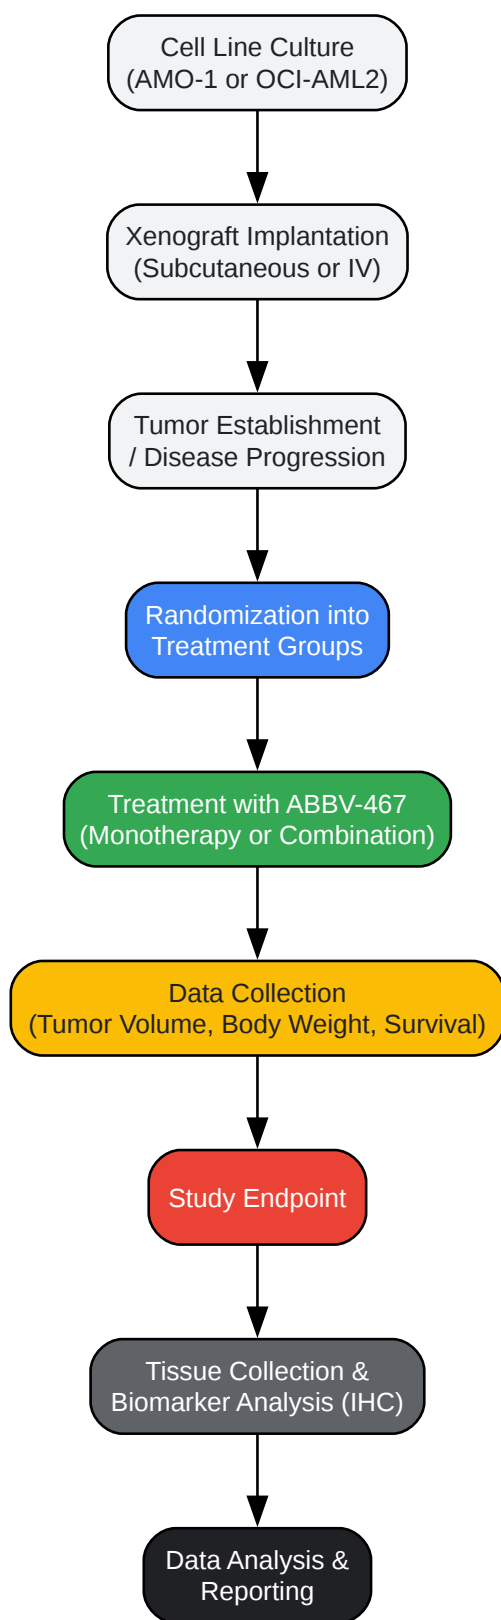 Cell Line Culture
(AMO-1 or OCI-AML2)
Xenograft Implantation
(Subcutaneous or IV)
Tumor Establishment
/ Disease Progression
Randomization into
Treatment Groups
Treatment with ABBV-467
(Monotherapy or Combination)
Data Collection
(Tumor Volume, Body Weight, Survival)
Study Endpoint
Tissue Collection &
Biomarker Analysis (IHC)
Data Analysis &
Reporting